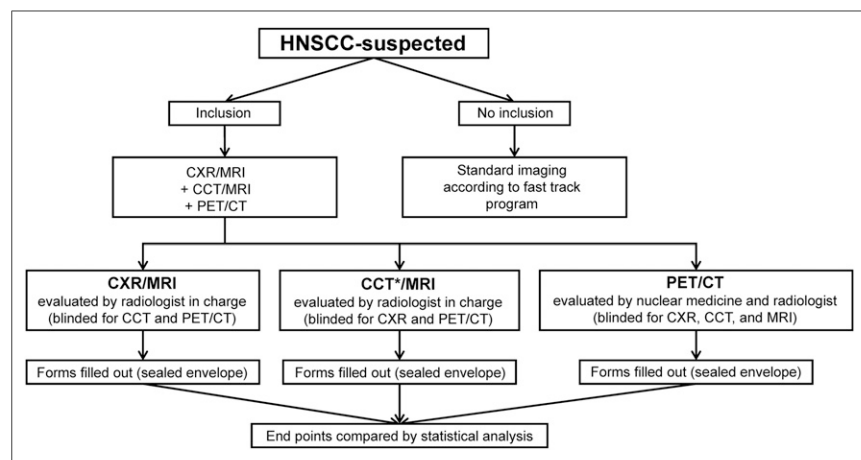 HNSCC-suspected
Inclusion
No inclusion
CXR/MRI
+ CCT/MRI
+ PET/CT
Standard imaging
according to fast track
program
CXR/MRI
evaluated by radiologist in charge
(blinded for CCT and PET/CT)
CCT*/MRI
evaluated by radiologist in charge
(blinded for CXR and PET/CT)
PET/CT
evaluated by nuclear medicine and radiologist
(blinded for CXR, CCT, and MRI)
Forms filled out (sealed envelope)
Forms filled out (sealed envelope)
Forms filled out (sealed envelope)
End points compared by statistical analysis